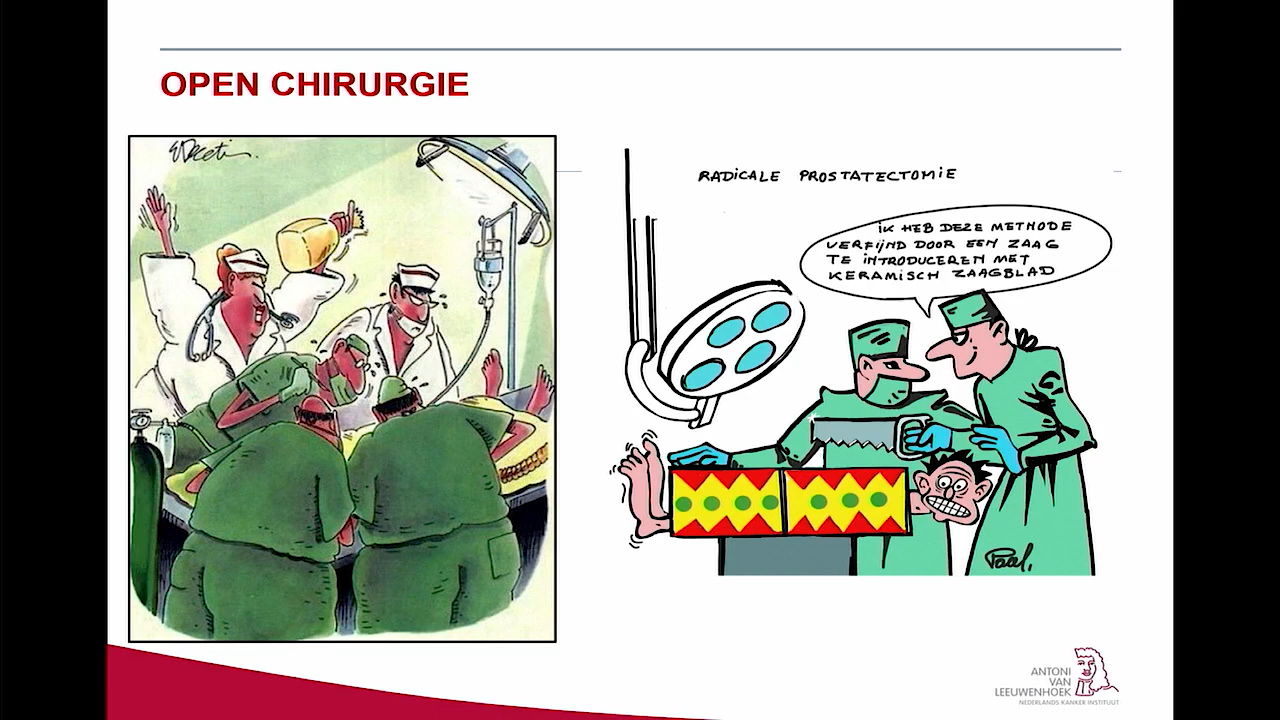 OPEN CHIRURGIE
RADICALE PROSTATECTOMIE
IK HEB DEZE METHODE
VERFIJND DOOR EEN ZAAG
TE INTRODUCEREN MET
KERAMISCH ZAAGBLAD
Paal.
ANTONI
VAN
LEEUWENHOEK
NEDERLANDS KANKER INSTITUUT